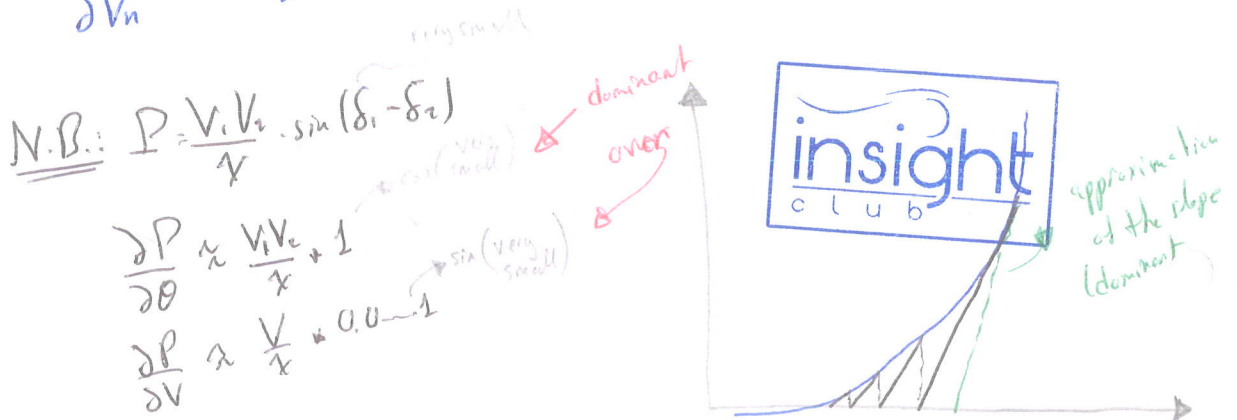 ∂Vn
very small
N.B.: P = V₁V₂/χ · sin(δ₁-δ₂)
dominant
over
cos(very small)
∂P/∂θ ≈ V₁V₂/χ * 1
sin(very small)
∂P/∂V ≈ V/χ * 0,0---1
insight
club
approximation
of the slope
(dominant